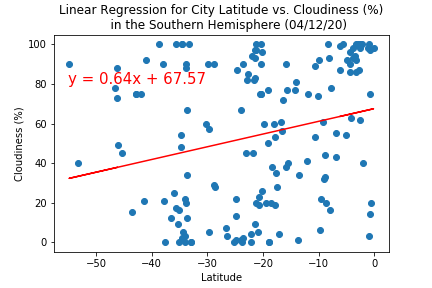 Linear Regression for City Latitude vs. Cloudiness (%)
in the Southern Hemisphere (04/12/20)
100
80
60
40
20
0
Cloudiness (%)
y = 0.64x + 67.57
−50
−40
−30
−20
−10
0
Latitude